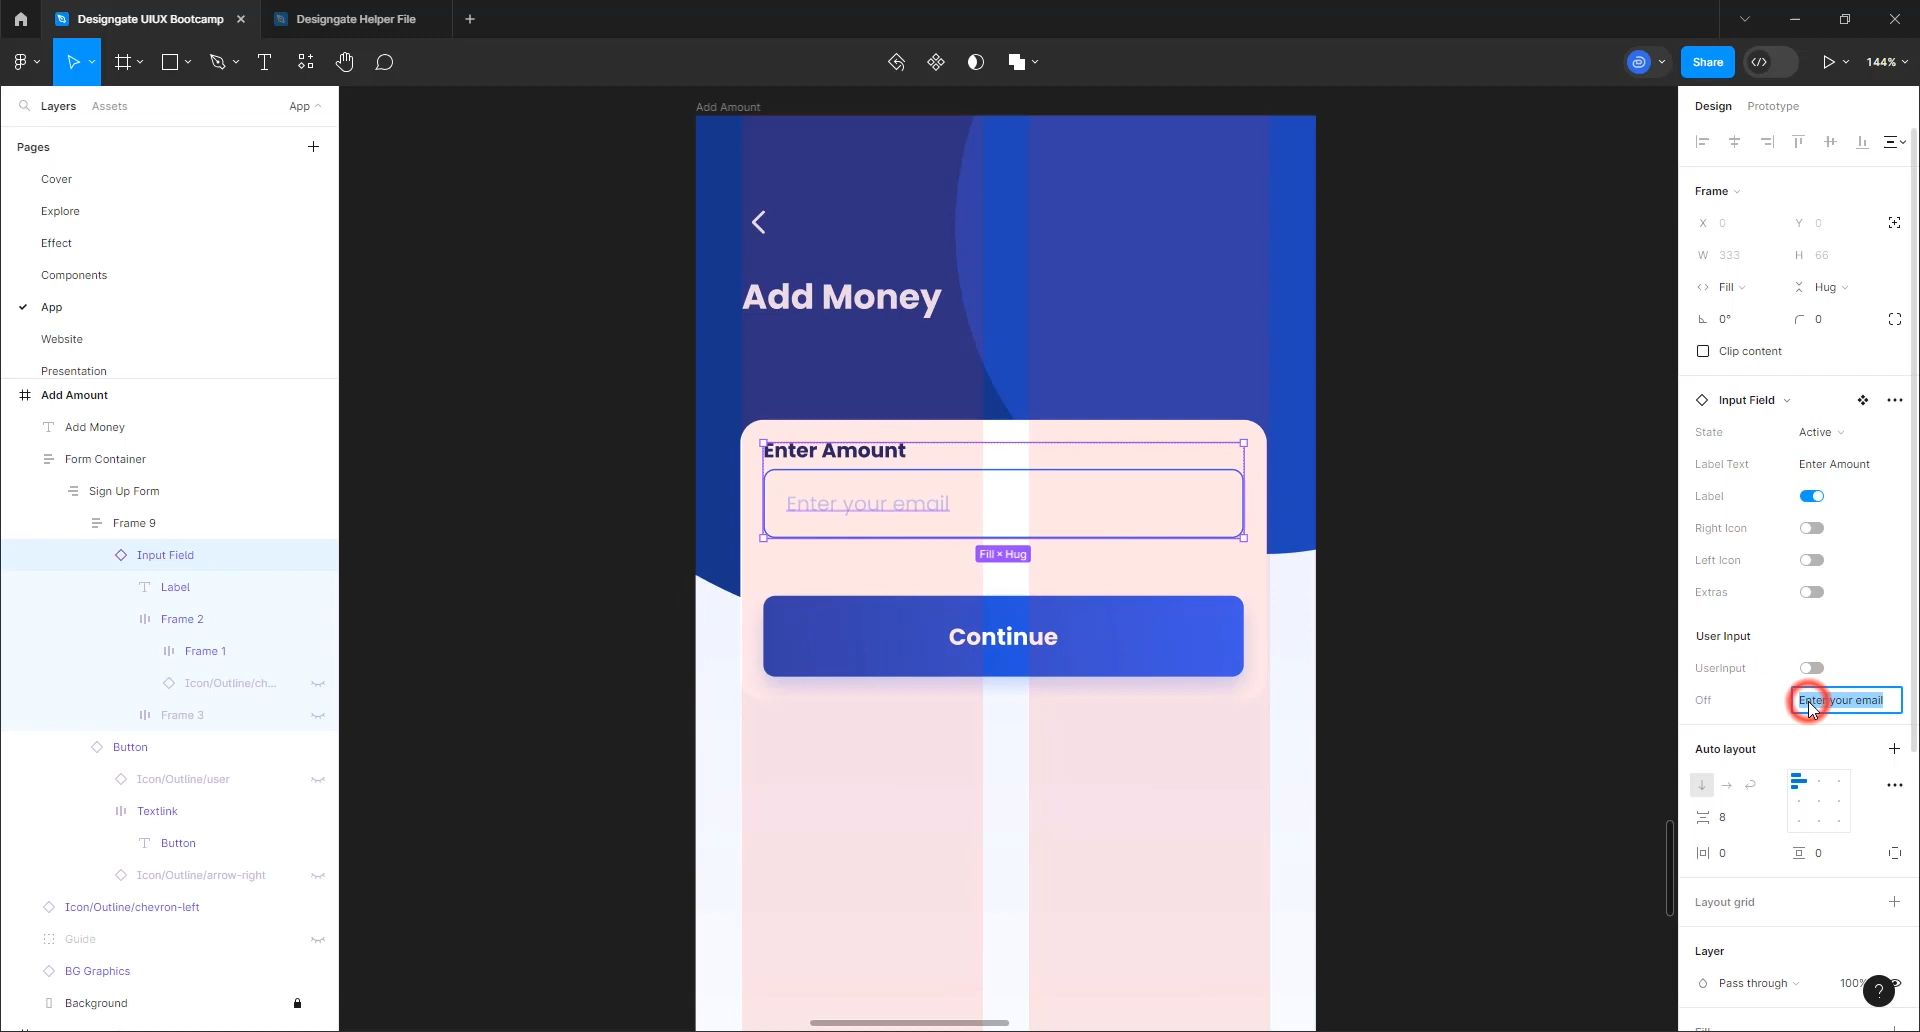 Designgate UIUX Bootcamp
Designgate Helper File
Share
144%
Layers
Assets
App
Pages
Cover
Explore
Effect
Components
App
Website
Presentation
Add Amount
Add Money
Form Container
Sign Up Form
Frame 9
Input Field
Label
Frame 2
Frame 1
Icon/Outline/ch...
Frame 3
Button
Icon/Outline/user
Textlink
Button
Icon/Outline/arrow-right
Icon/Outline/chevron-left
Guide
BG Graphics
Background
Add Amount
Add Money
Enter Amount
Enter your email
Fill × Hug
Continue
Design
Prototype
Frame
X 0
Y 0
W 333
H 66
Fill
Hug
0°
0
Clip content
Input Field
State Active
Label Text Enter Amount
Label
Right Icon
Left Icon
Extras
User Input
UserInput
Off Enter your email
Auto layout
8
0
0
Layout grid
Layer
Pass through 100%
?